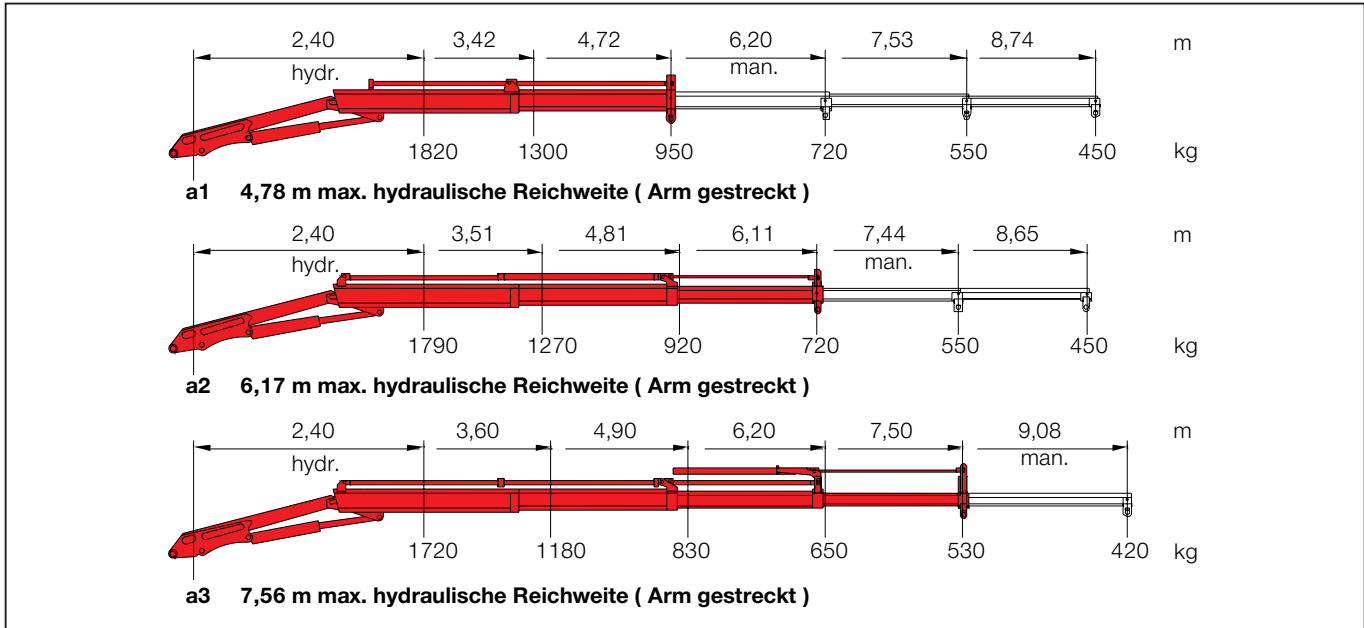 2,40 3,42 4,72 6,20 7,53 8,74 m
hydr. man.
1820 1300 950 720 550 450 kg
a1 4,78 m max. hydraulische Reichweite ( Arm gestreckt )
2,40 3,51 4,81 6,11 7,44 8,65 m
hydr. man.
1790 1270 920 720 550 450 kg
a2 6,17 m max. hydraulische Reichweite ( Arm gestreckt )
2,40 3,60 4,90 6,20 7,50 9,08 m
hydr. man.
1720 1180 830 650 530 420 kg
a3 7,56 m max. hydraulische Reichweite ( Arm gestreckt )